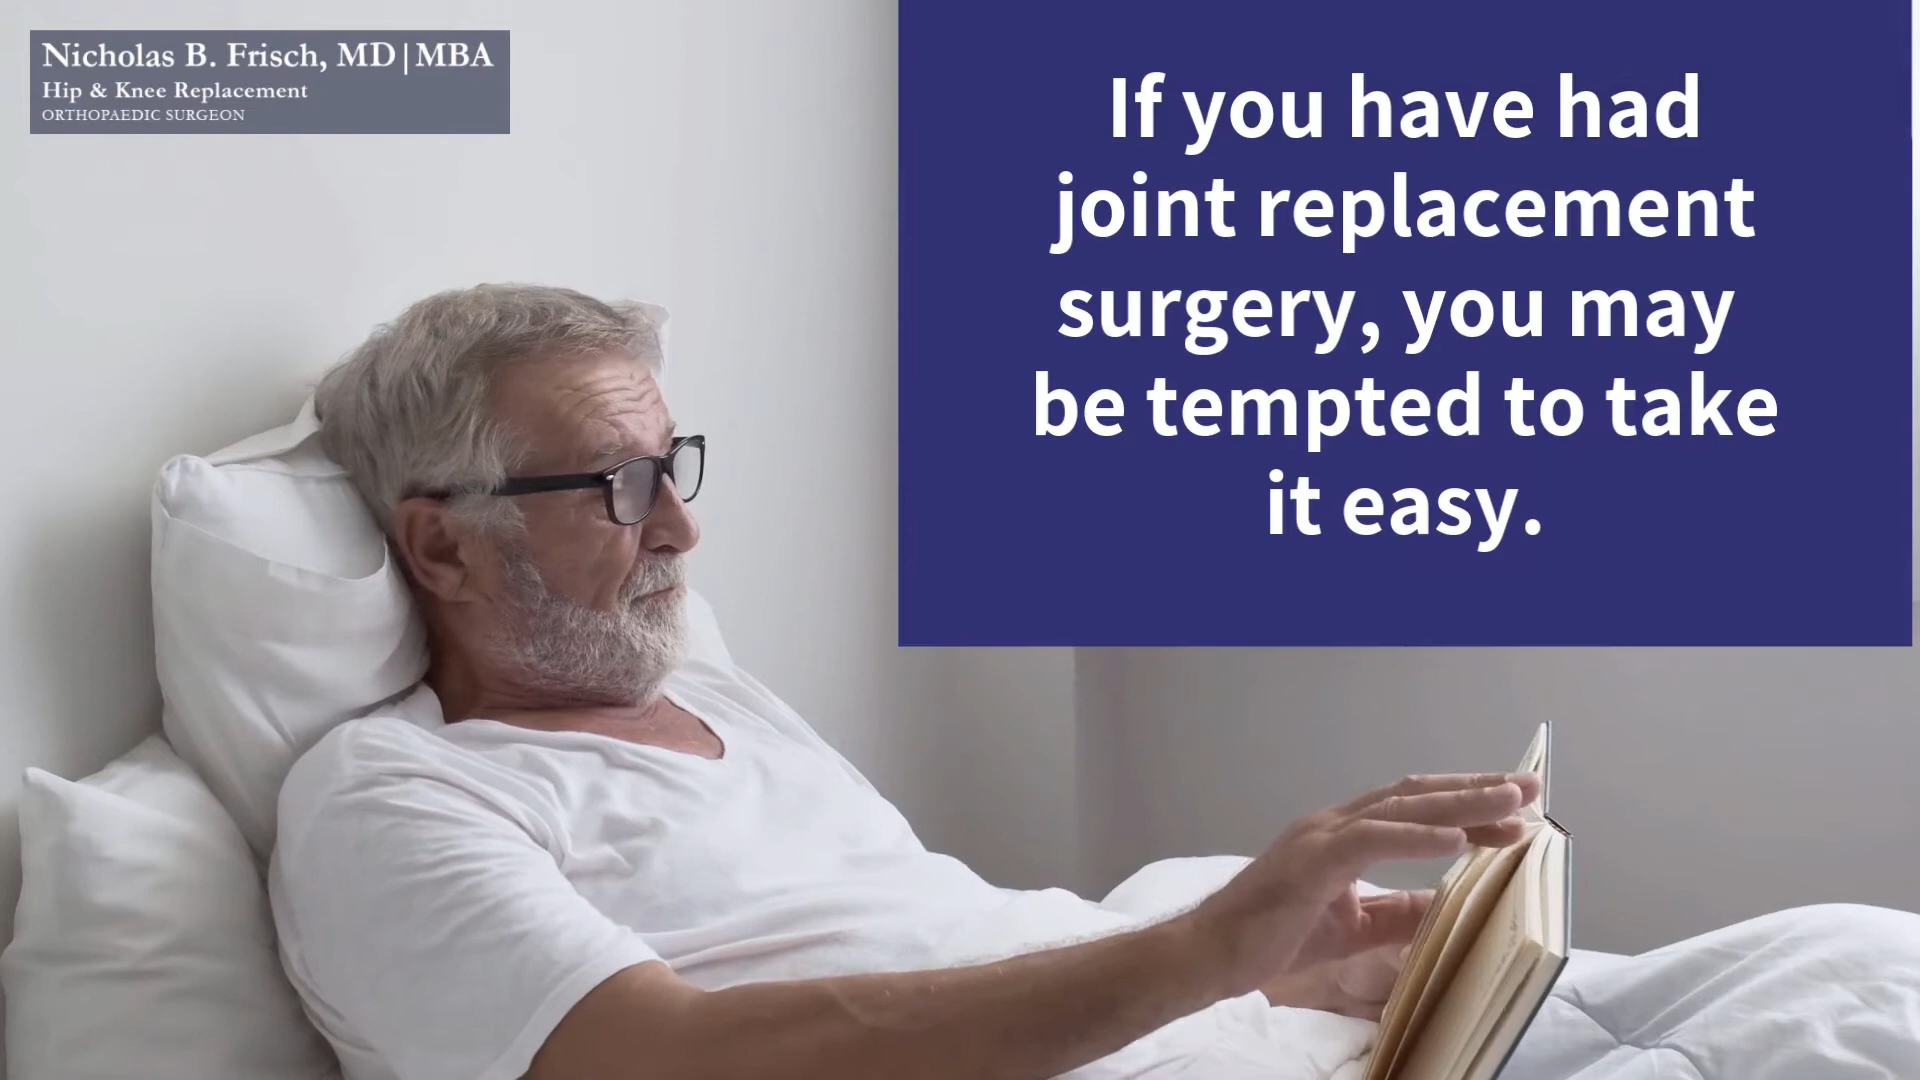 Nicholas B. Frisch, MD|MBA
Hip & Knee Replacement
ORTHOPAEDIC SURGEON
If you have had
joint replacement
surgery, you may
be tempted to take
it easy.